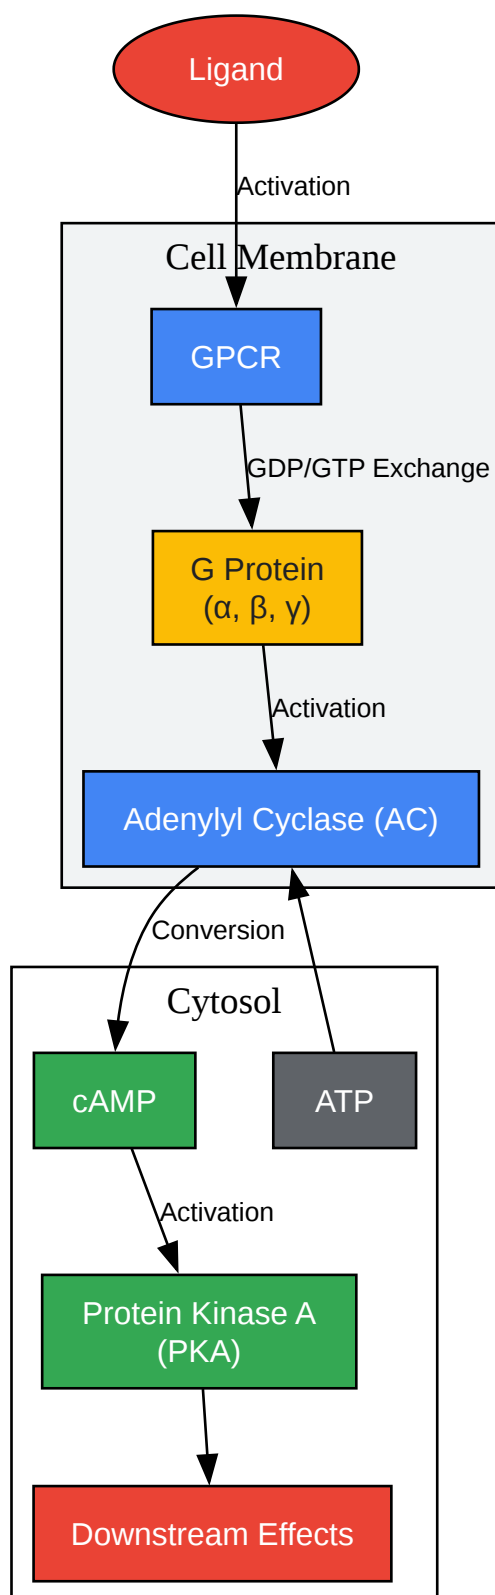 Ligand
Activation
Cell Membrane
GPCR
GDP/GTP Exchange
G Protein
(α, β, γ)
Activation
Adenylyl Cyclase (AC)
Conversion
Cytosol
cAMP
ATP
Activation
Protein Kinase A
(PKA)
Downstream Effects